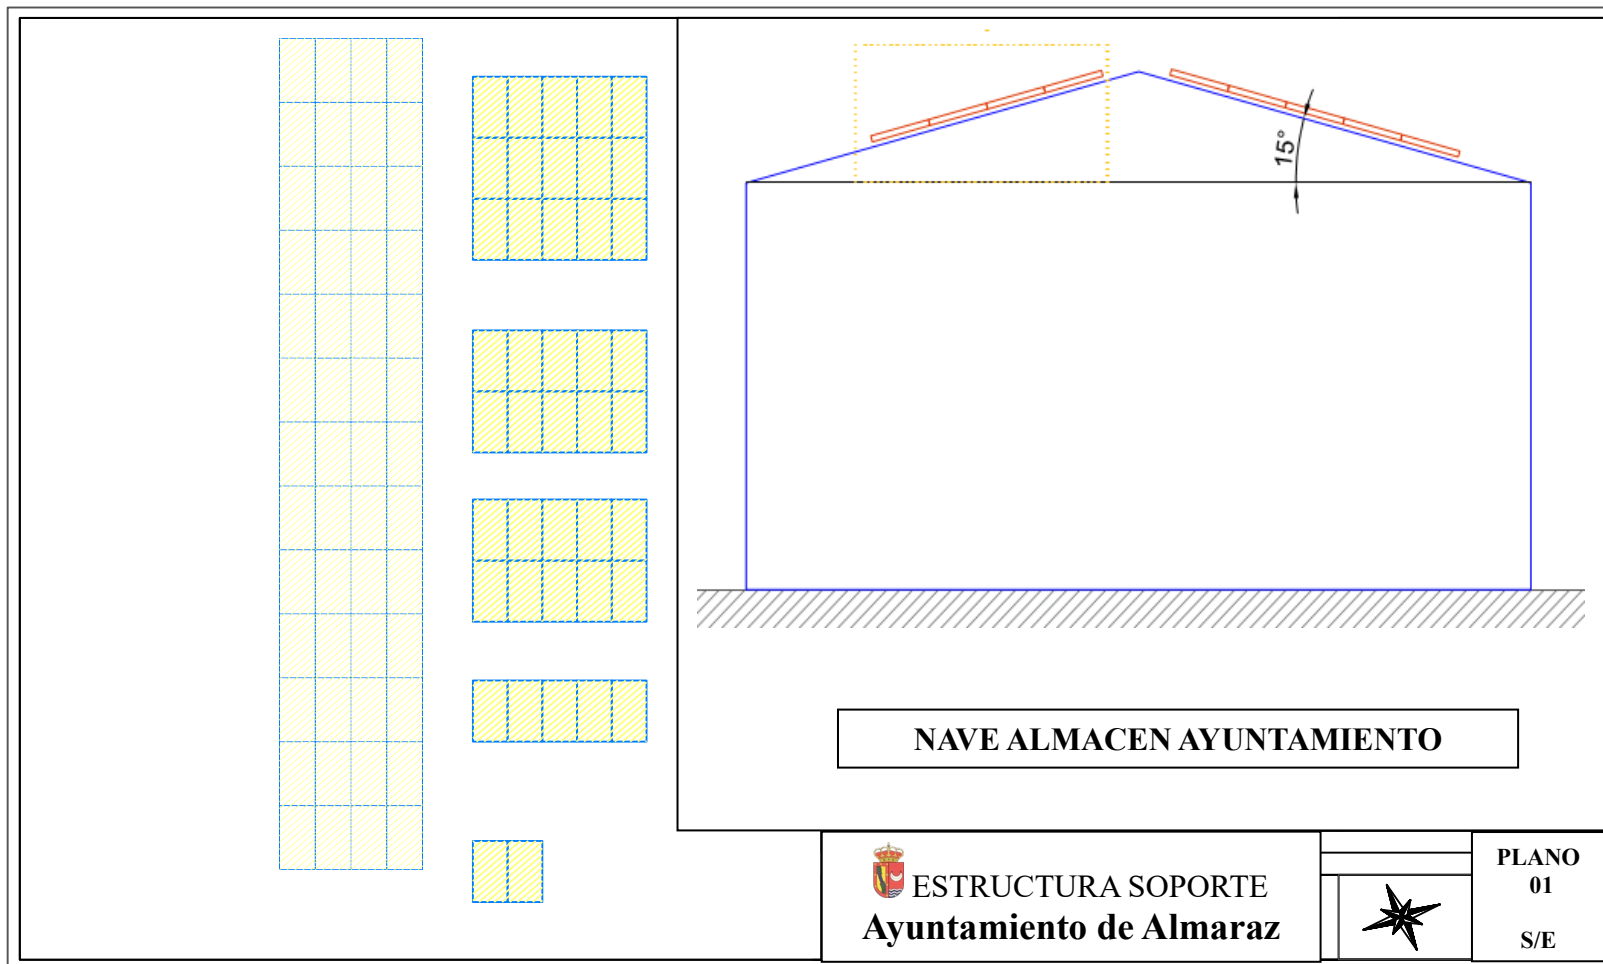 15°
NAVE ALMACEN AYUNTAMIENTO
ESTRUCTURA SOPORTE
Ayuntamiento de Almaraz
PLANO
01
S/E